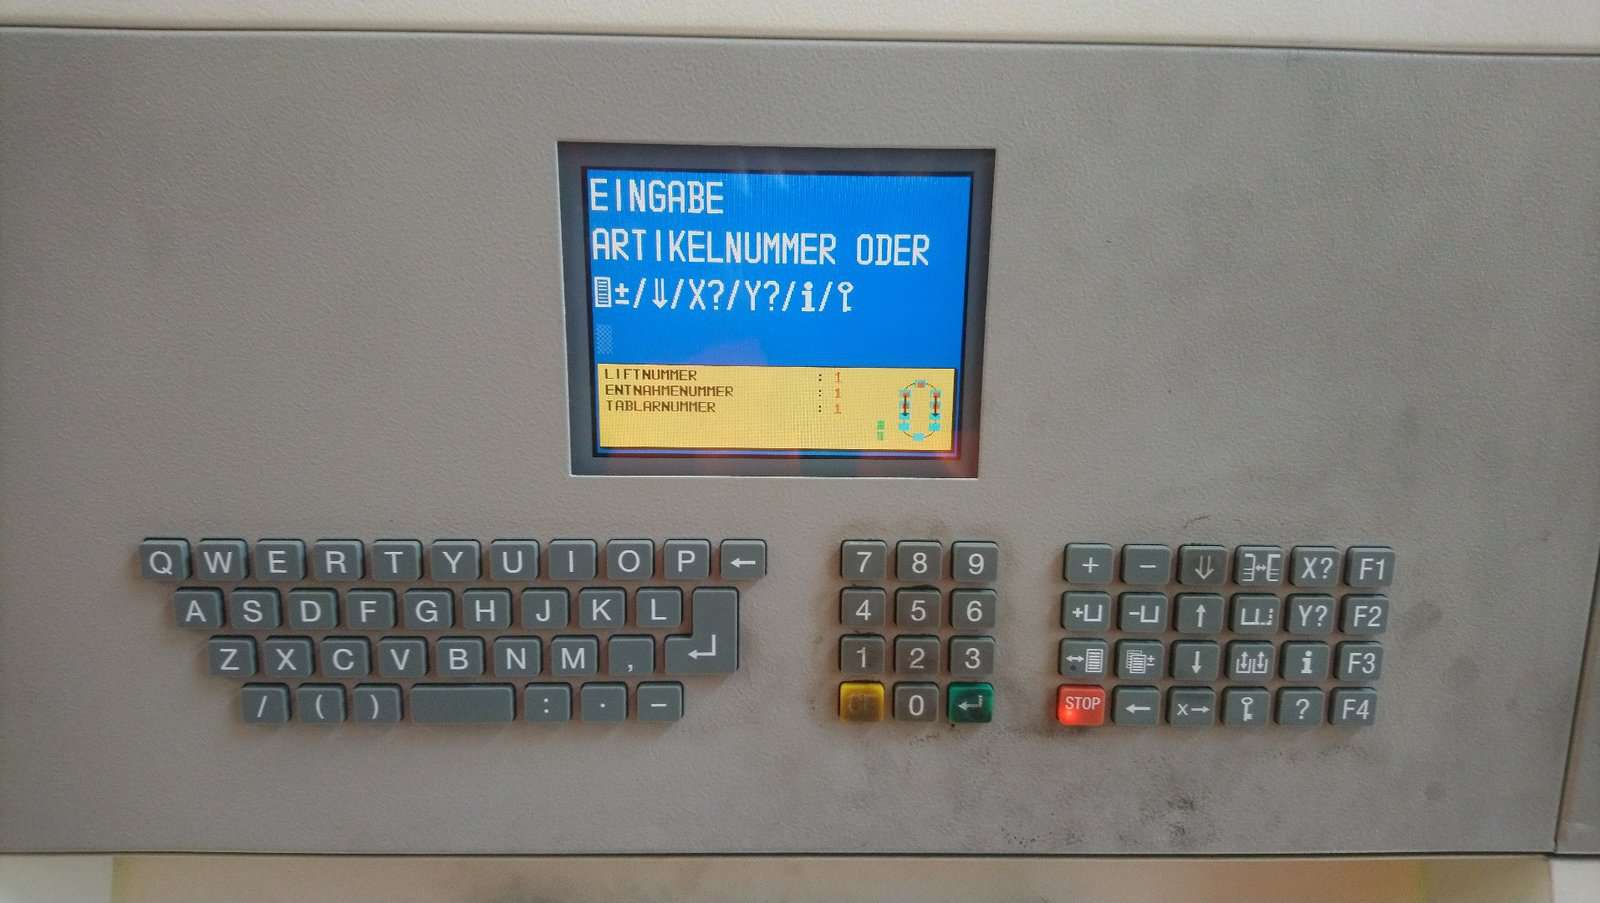 EINGABE
ARTIKELNUMMER ODER
±/⇓/X?/Y?/i/
LIFTNUMMER : 1
ENTNAHMENUMMER : 1
TABLARNUMMER : 1
Q W E R T Y U I O P ←
A S D F G H J K L
Z X C V B N M , ↵
/ ( ) : · –
7 8 9
4 5 6
1 2 3
0 ↵
+ – ⇓ X? F1
+⊔ -⊔ ↑ Y? F2
↔ ± ↓ i F3
STOP ← x→ ? F4